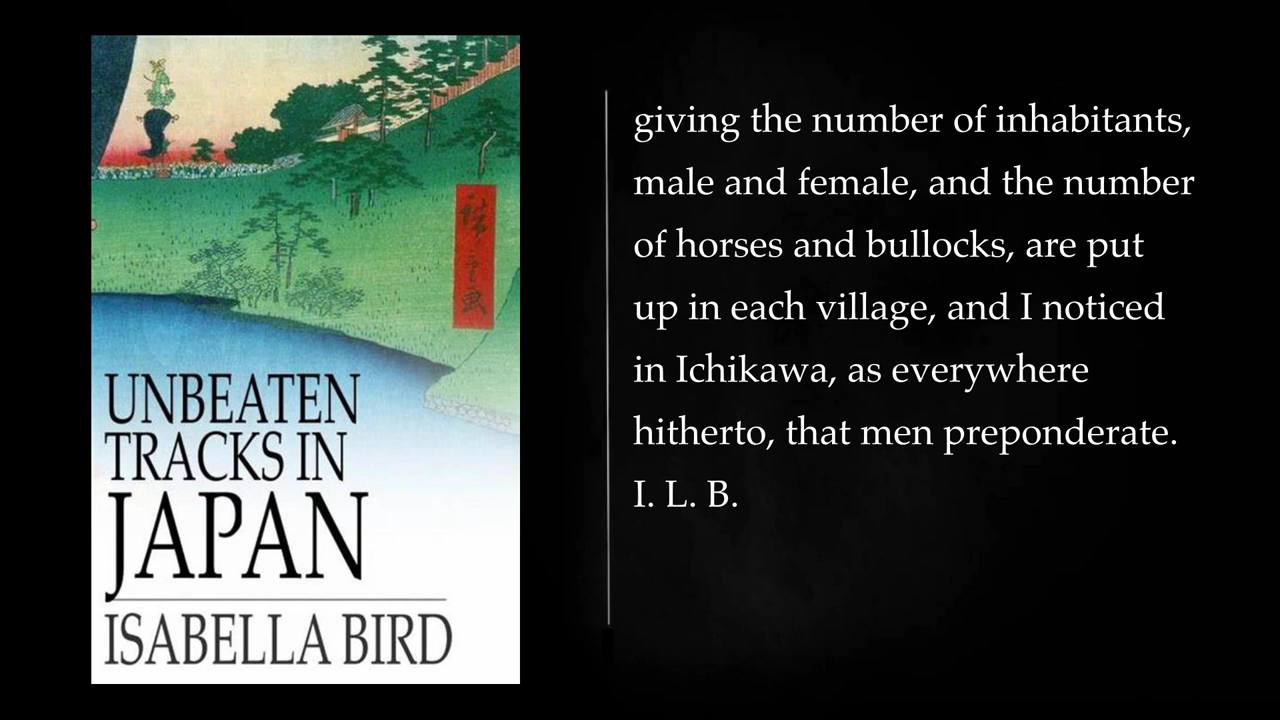 UNBEATEN
TRACKS IN
JAPAN
ISABELLA BIRD
giving the number of inhabitants,
male and female, and the number
of horses and bullocks, are put
up in each village, and I noticed
in Ichikawa, as everywhere
hitherto, that men preponderate.
I. L. B.